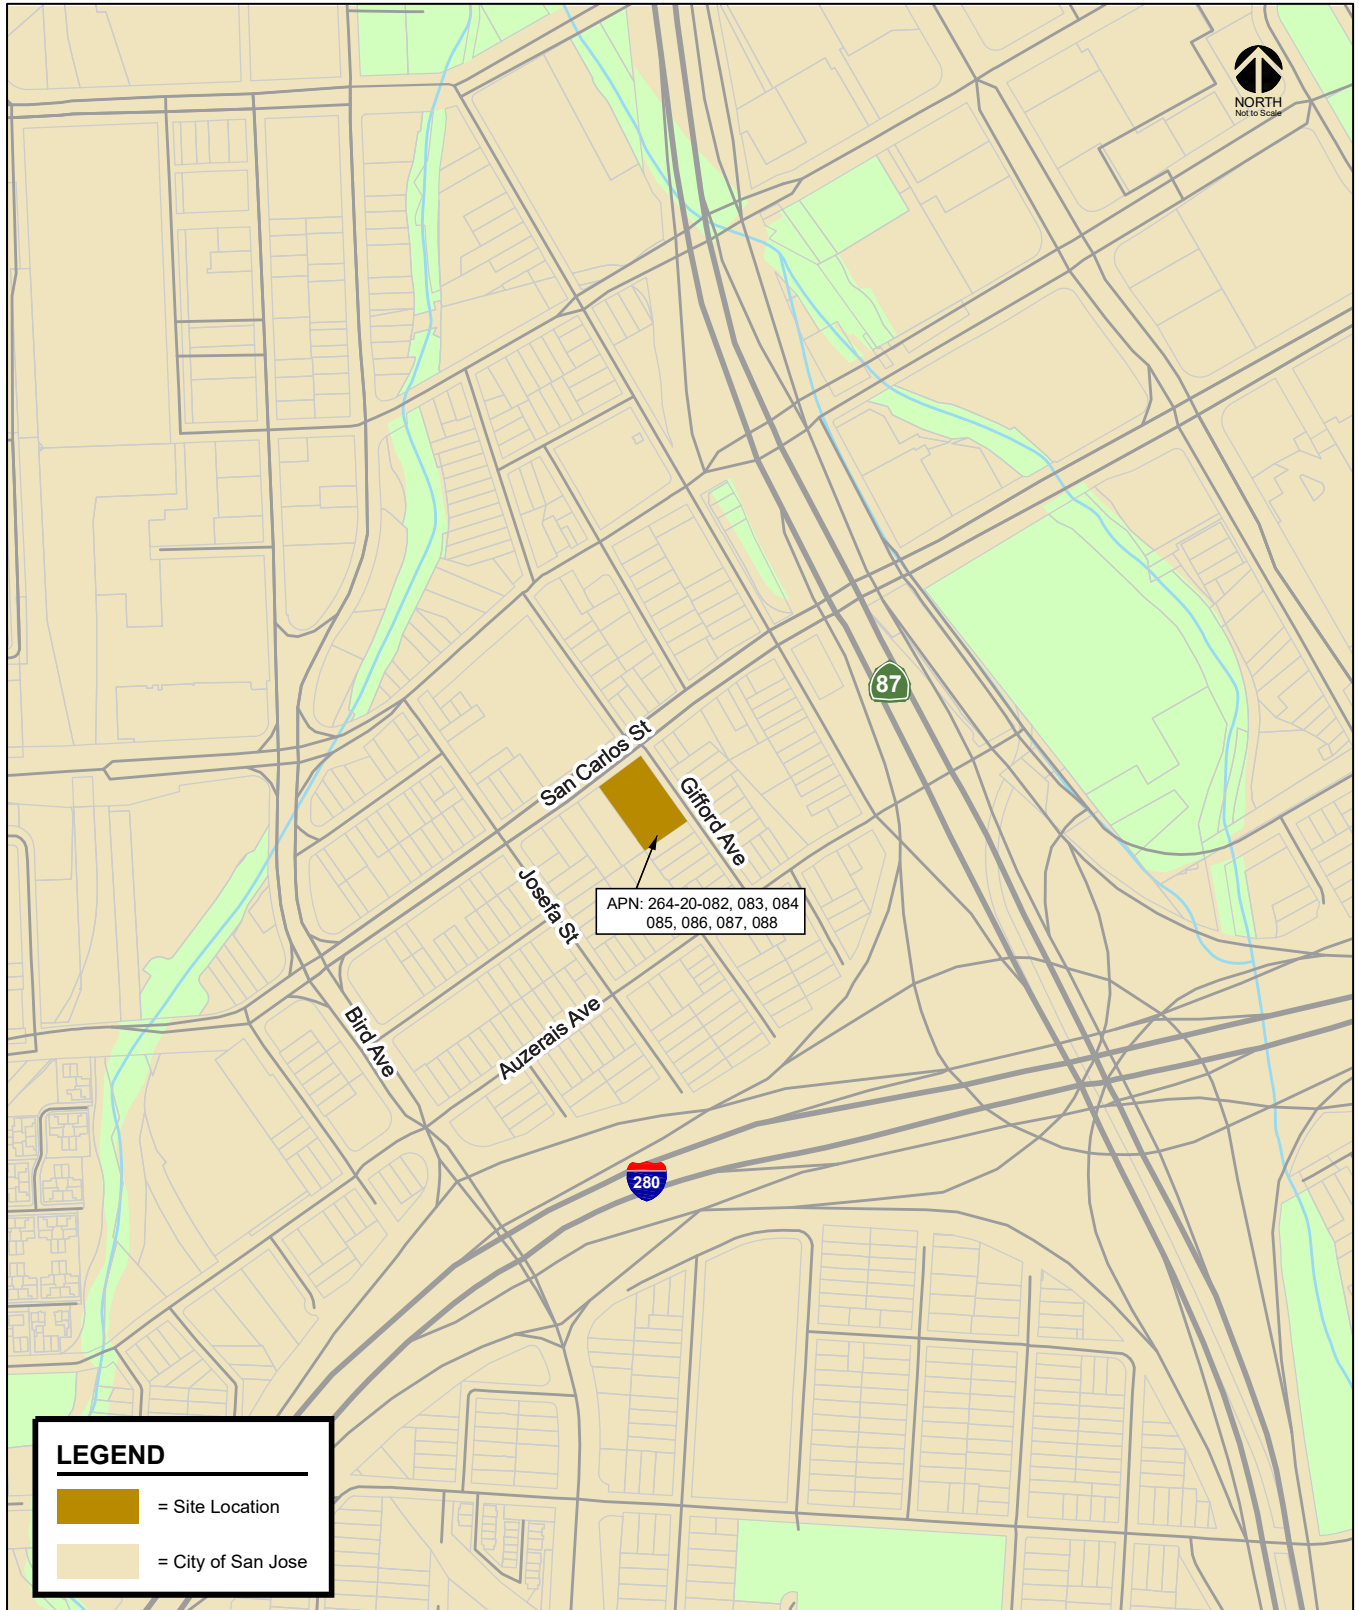 NORTH
Not to Scale
87
San Carlos St
Gifford Ave
Josefa St
APN: 264-20-082, 083, 084
085, 086, 087, 088
Auzerais Ave
Bird Ave
280
LEGEND
= Site Location
= City of San Jose